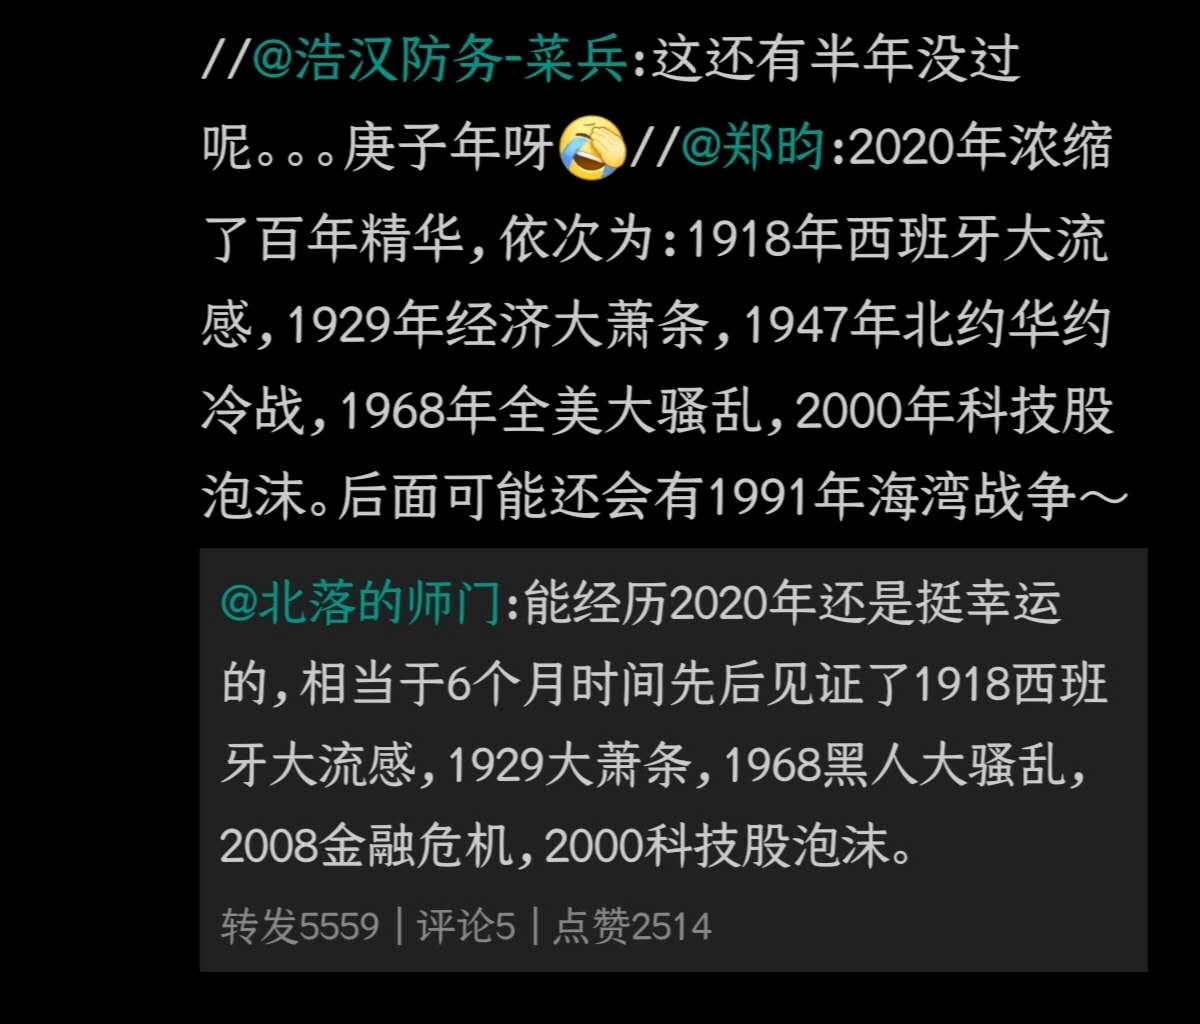 //@浩汉防务-菜兵:这还有半年没过
呢。。。庚子年呀🤣//@郑昀:2020年浓缩
了百年精华,依次为:1918年西班牙大流
感,1929年经济大萧条,1947年北约华约
冷战,1968年全美大骚乱,2000年科技股
泡沫。后面可能还会有1991年海湾战争～
@北落的师门:能经历2020年还是挺幸运
的,相当于6个月时间先后见证了1918西班
牙大流感,1929大萧条,1968黑人大骚乱,
2008金融危机,2000科技股泡沫。
转发5559 | 评论5 | 点赞2514